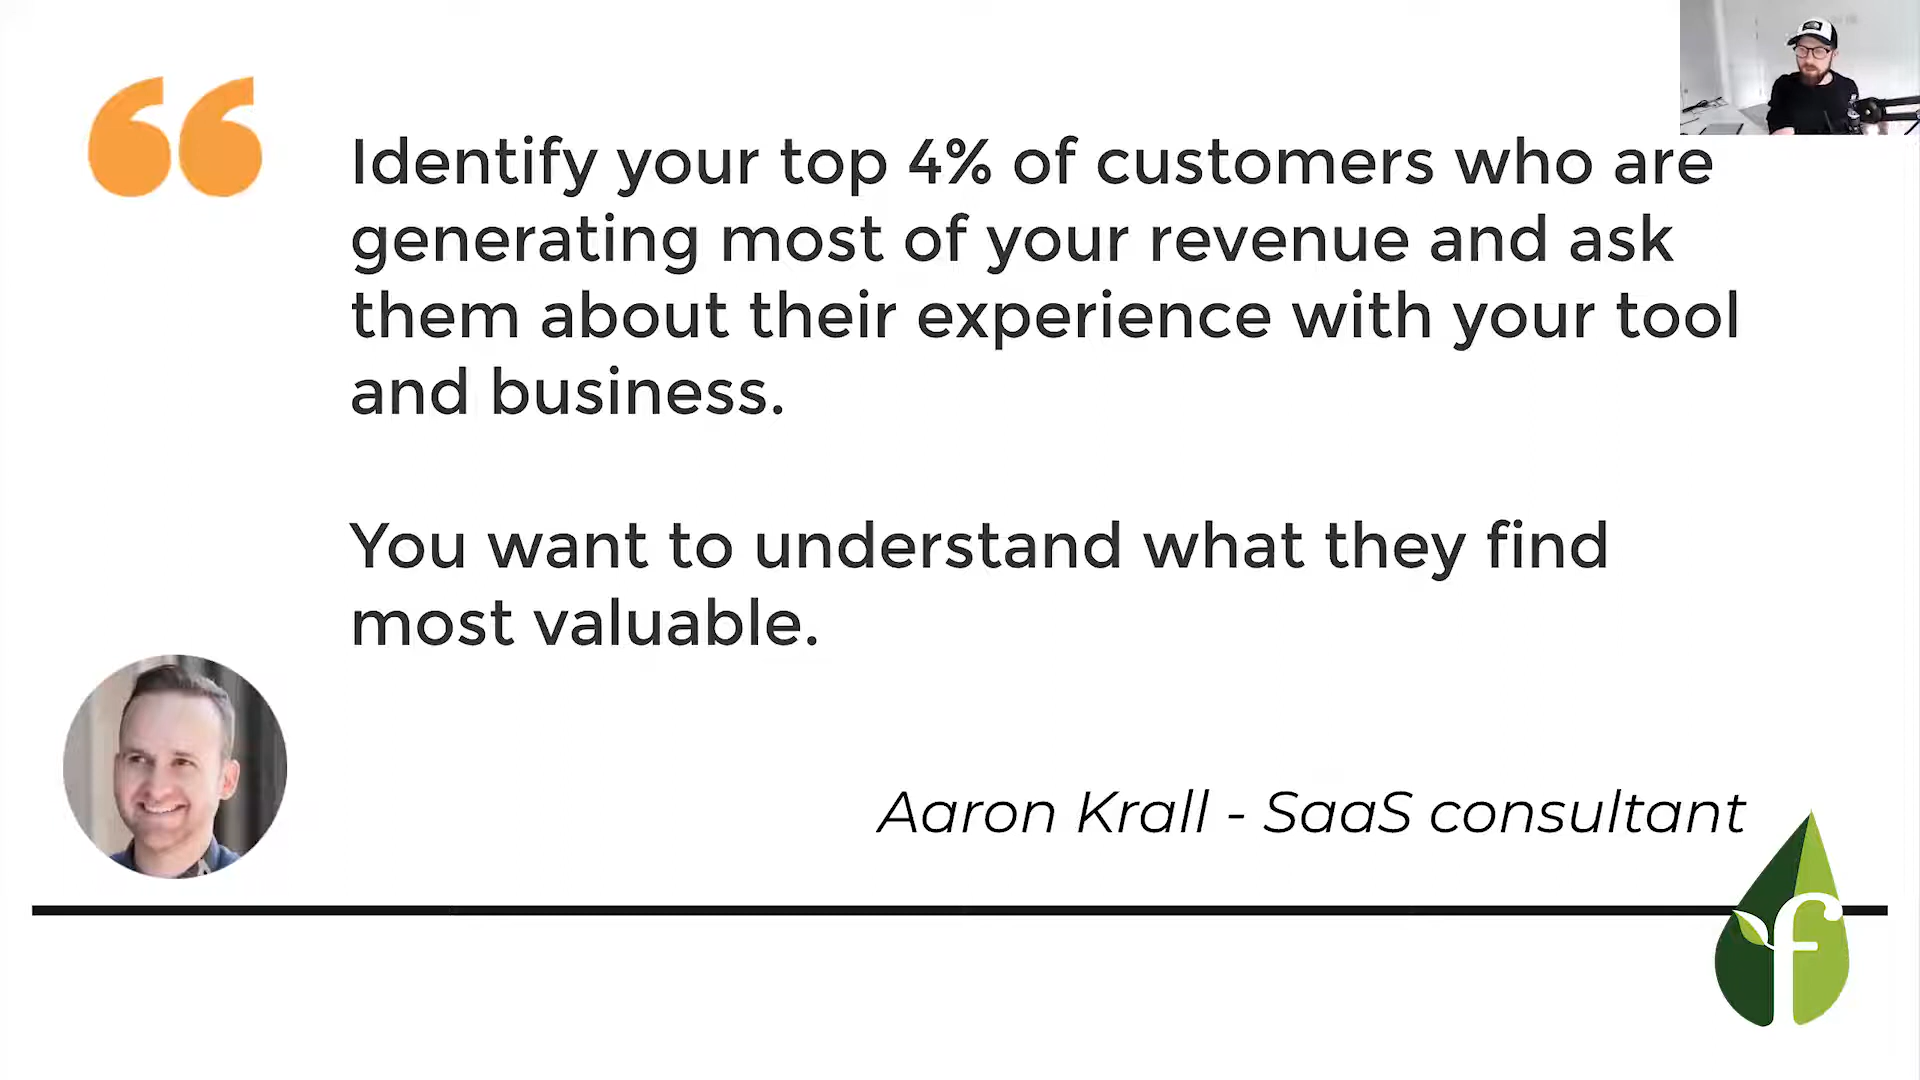 Identify your top 4% of customers who are
generating most of your revenue and ask
them about their experience with your tool
and business.
You want to understand what they find
most valuable.
Aaron Krall - SaaS consultant
f